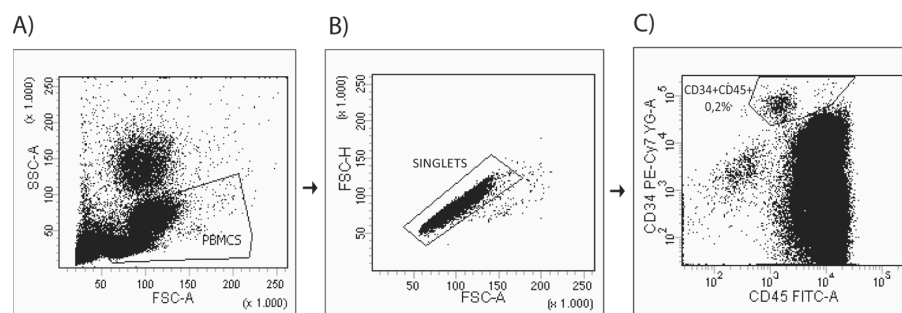 A)
B)
C)
(x 1.000)
SSC-A
250
200
150
100
50
PBMCS
50 100 150 200 250
FSC-A
(x 1.000)
FSC-H
250
200
150
100
50
SINGLETS
50 100 150 200 250
FSC-A
(x 1.000)
CD34 PE-Cy7 YG-A
10^5
10^4
10^3
10^2
CD34+CD45+
0,2%
10^2 10^3 10^4 10^5
CD45 FITC-A